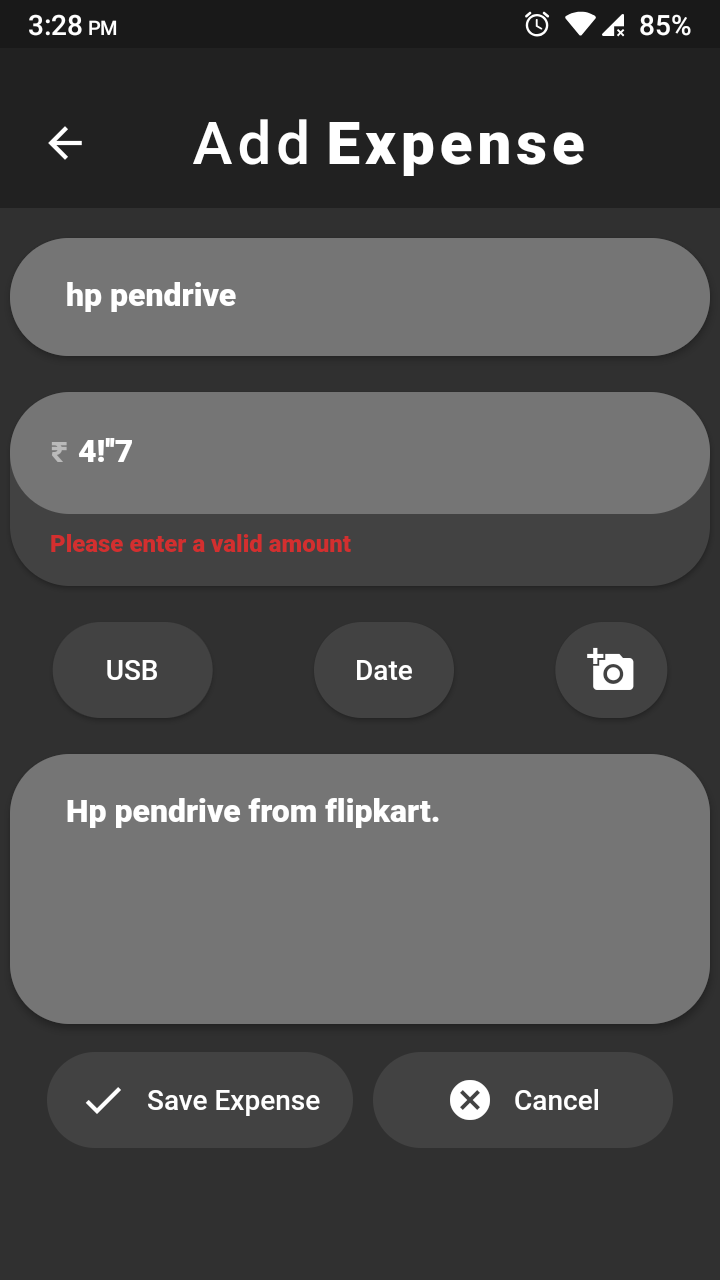 3:28 PM 85%
Add Expense
hp pendrive
₹ 4!"7
Please enter a valid amount
USB Date
Hp pendrive from flipkart.
Save Expense Cancel